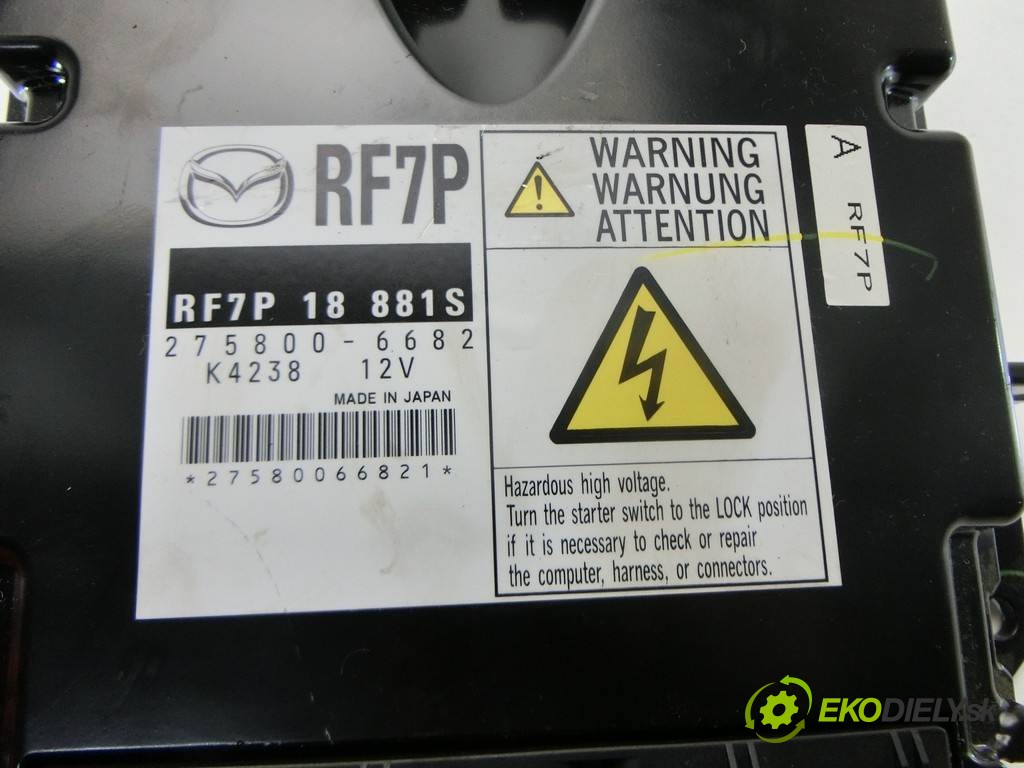 RF7P
RF7P 18 881S
275800-6682
K4238 12V
MADE IN JAPAN
*27580066821*
WARNING
WARNUNG
ATTENTION
Hazardous high voltage.
Turn the starter switch to the LOCK position
if it is necessary to check or repair
the computer, harness, or connectors.
A RF7P
EKODIELY.sk